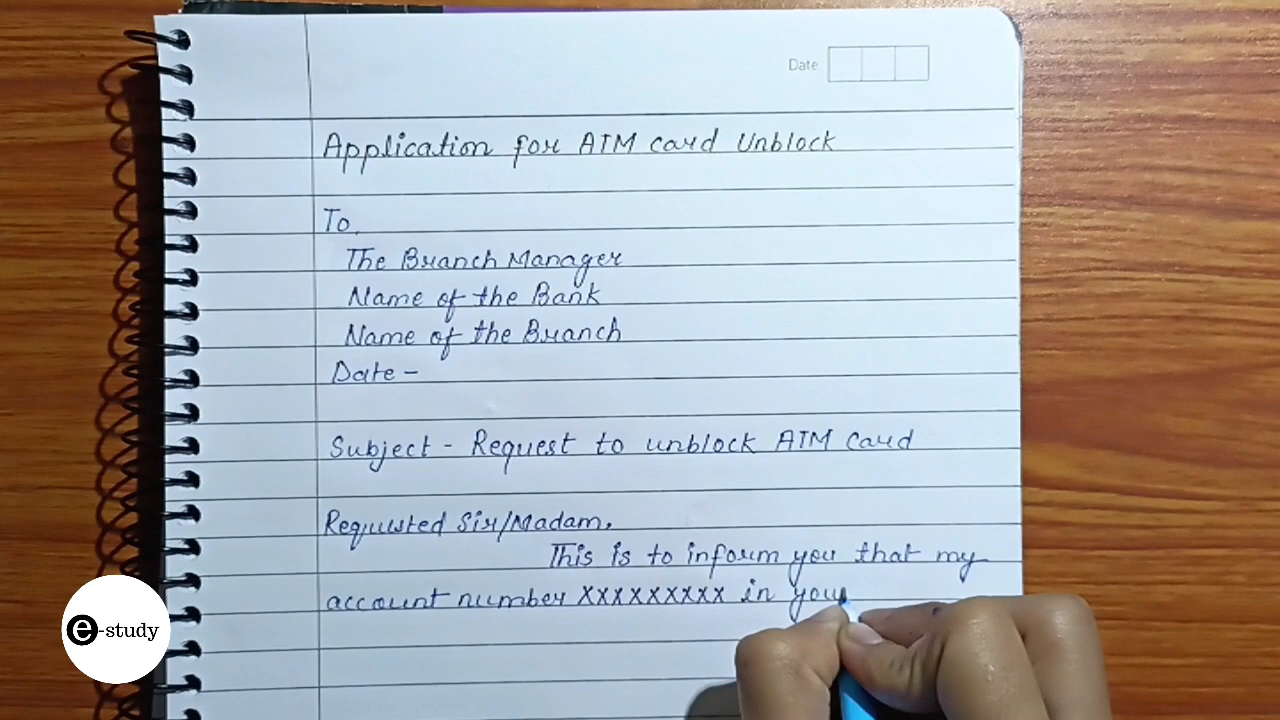 Date
Application for ATM card Unblock
To,
The Branch Manager
Name of the Bank
Name of the Branch
Date -
Subject - Request to unblock ATM Card
Requsted Sir/Madam,
This is to inform you that my
account number XXXXXXXXX in your
e-study